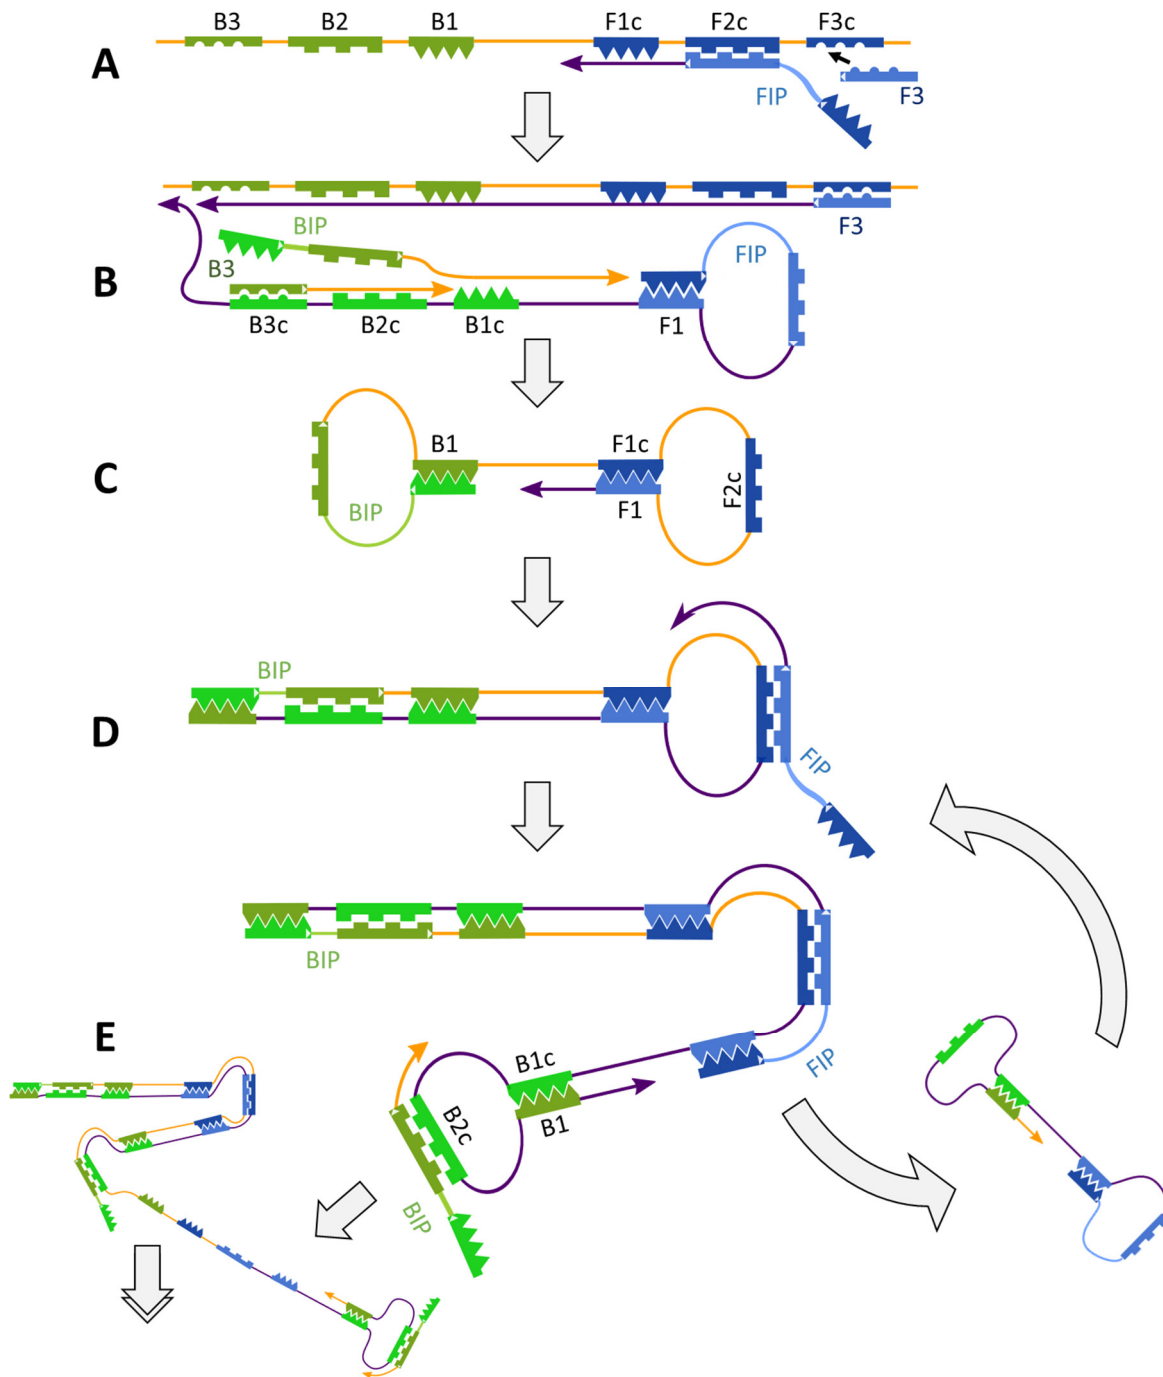 B3 B2 B1 F1c F2c F3c
A
FIP F3
BIP FIP F3
B3
B
B3c B2c B1c F1
B1 F1c
C
F2c
BIP F1
BIP
D
FIP
BIP
E
B1c
FIP
B2c B1
BIP